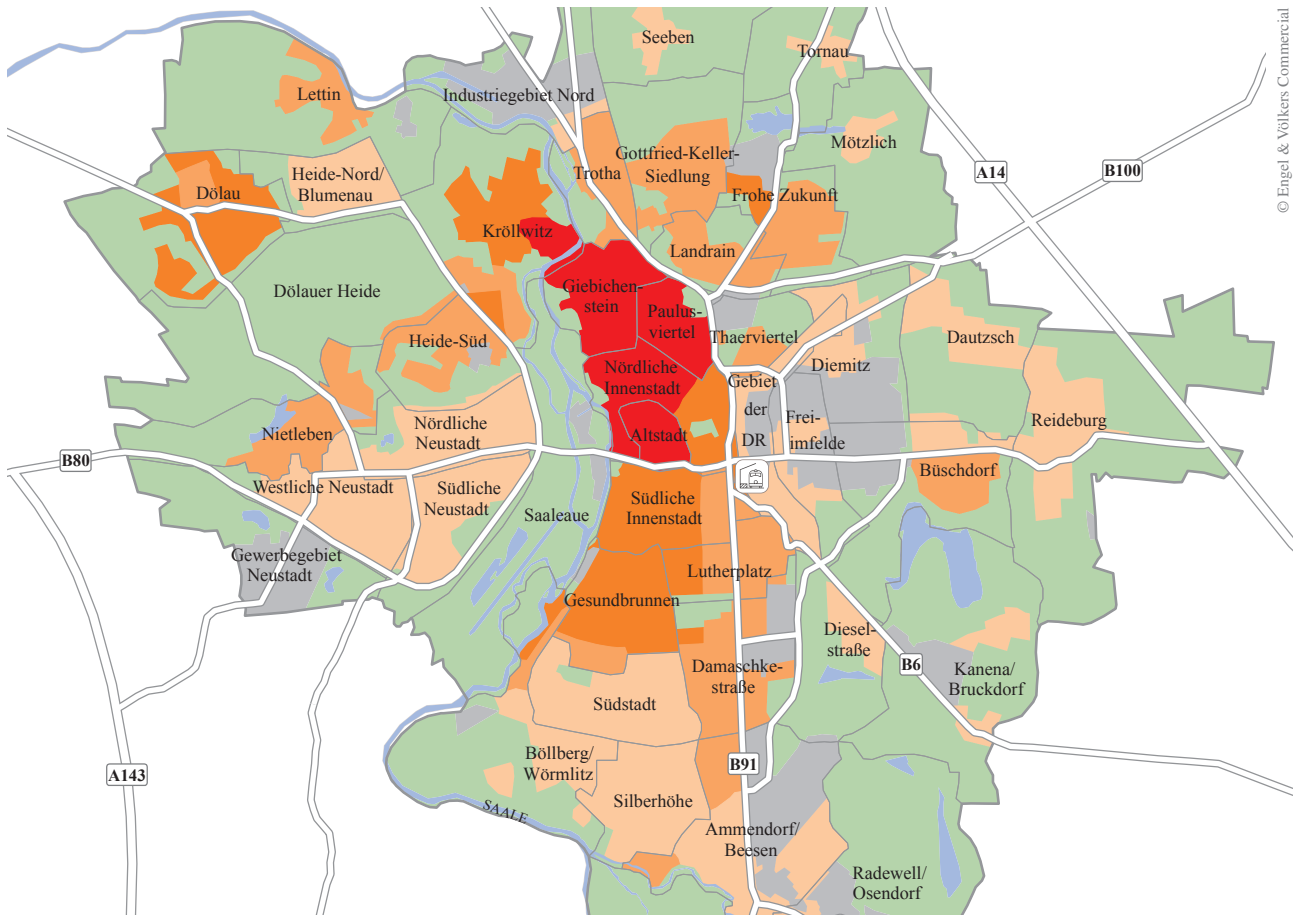 © Engel & Völkers Commercial
Seeben
Tornau
Lettin
Industriegebiet Nord
Mötzlich
Gottfried-Keller-
Siedlung
A14
B100
Trotha
Heide-Nord/
Blumenau
Dölau
Frohe Zukunft
Kröllwitz
Landrain
Dölauer Heide
Giebichen-
stein
Paulus-
viertel
Thaerviertel
Heide-Süd
Dautzsch
Diemitz
Nördliche
Innenstadt
Gebiet
der
DR
Frei-
imfelde
Nördliche
Neustadt
Nietleben
Altstadt
Reideburg
B80
Büschdorf
Westliche Neustadt
Südliche
Neustadt
Südliche
Innenstadt
Saaleaue
Gewerbegebiet
Neustadt
Lutherplatz
Gesundbrunnen
Diesel-
straße
Damaschke-
straße
B6
Kanena/
Bruckdorf
Südstadt
Böllberg/
Wörmlitz
B91
A143
Silberhöhe
SAALE
Ammendorf/
Beesen
Radewell/
Osendorf